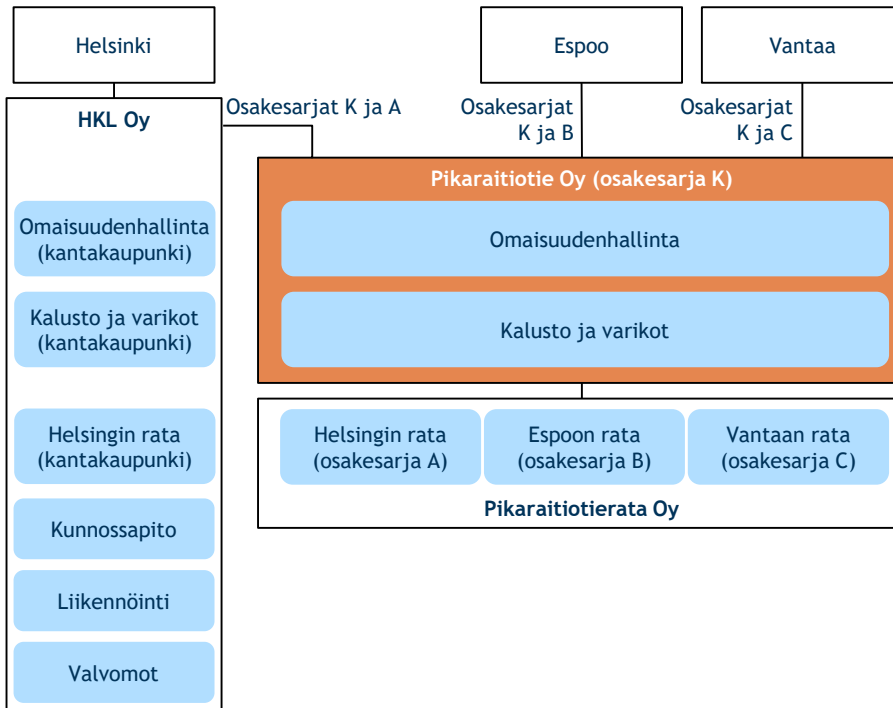 Helsinki
Espoo
Vantaa
HKL Oy
Osakesarjat K ja A
Osakesarjat
K ja B
Osakesarjat
K ja C
Pikaraitiotie Oy (osakesarja K)
Omaisuudenhallinta
(kantakaupunki)
Omaisuudenhallinta
Kalusto ja varikot
(kantakaupunki)
Kalusto ja varikot
Helsingin rata
(kantakaupunki)
Helsingin rata
(osakesarja A)
Espoon rata
(osakesarja B)
Vantaan rata
(osakesarja C)
Pikaraitiotierata Oy
Kunnossapito
Liikennöinti
Valvomot